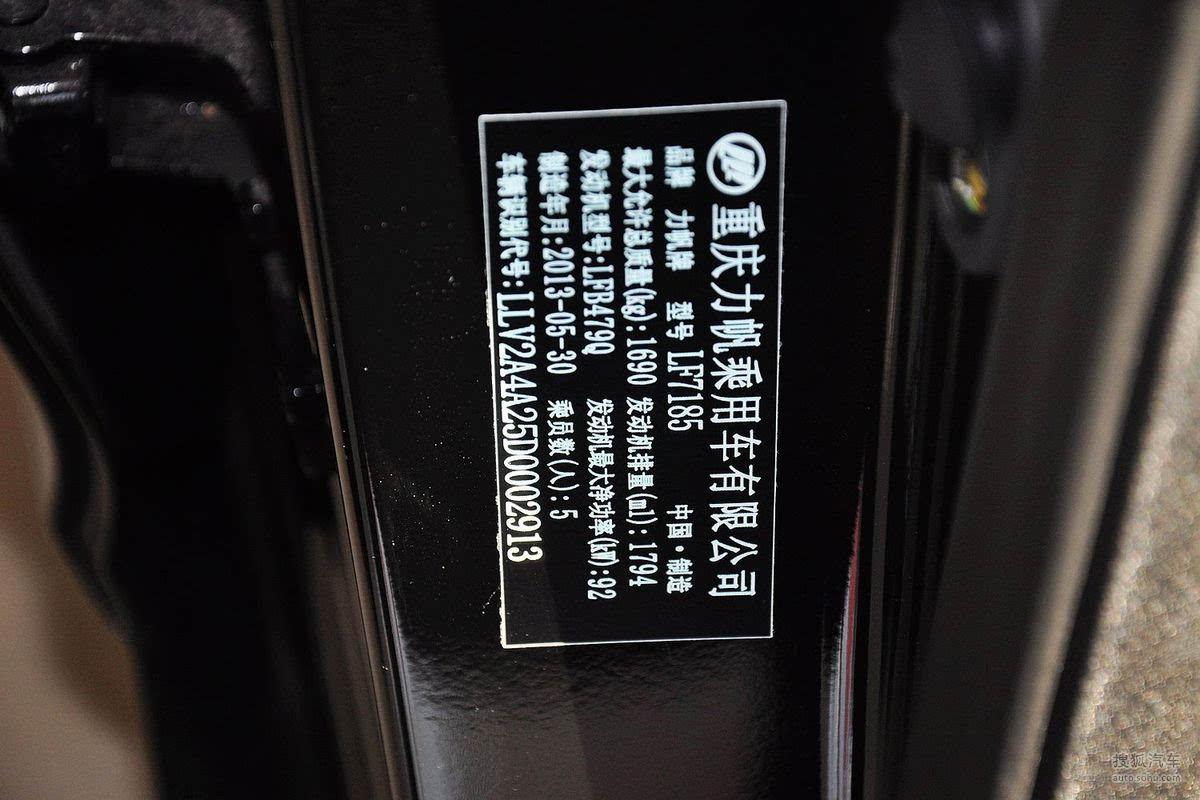 重庆力帆乘用车有限公司
品牌 力帆牌 型号 LF7185 中国·制造
最大允许总质量(kg):1690 发动机排量(ml):1794
发动机型号:LFB479Q 发动机最大净功率(kW):92
制造年月:2013-05-30 乘员数(人):5
车辆识别代号:LLV2A4A25D0002913
搜狐汽车
auto.sohu.com